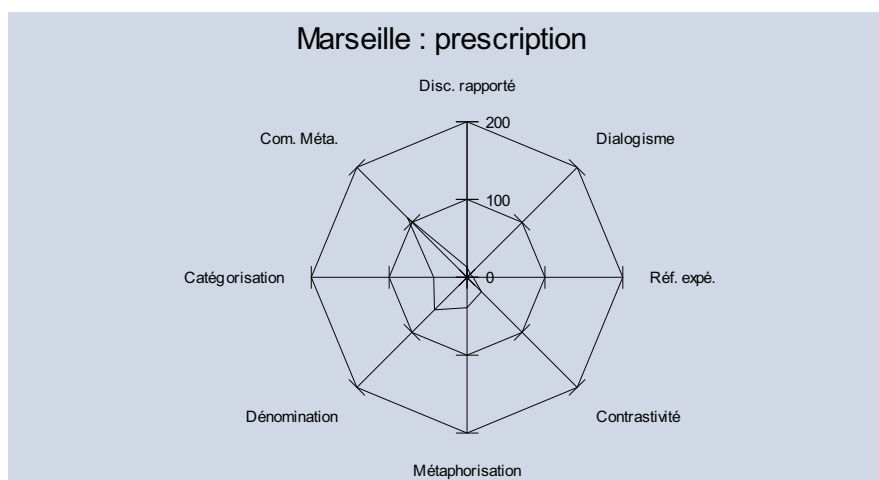 Marseille : prescription
Disc. rapporté
Com. Méta.
200
Dialogisme
100
Catégorisation
0
Réf. expé.
Dénomination
Contrastivité
Métaphorisation